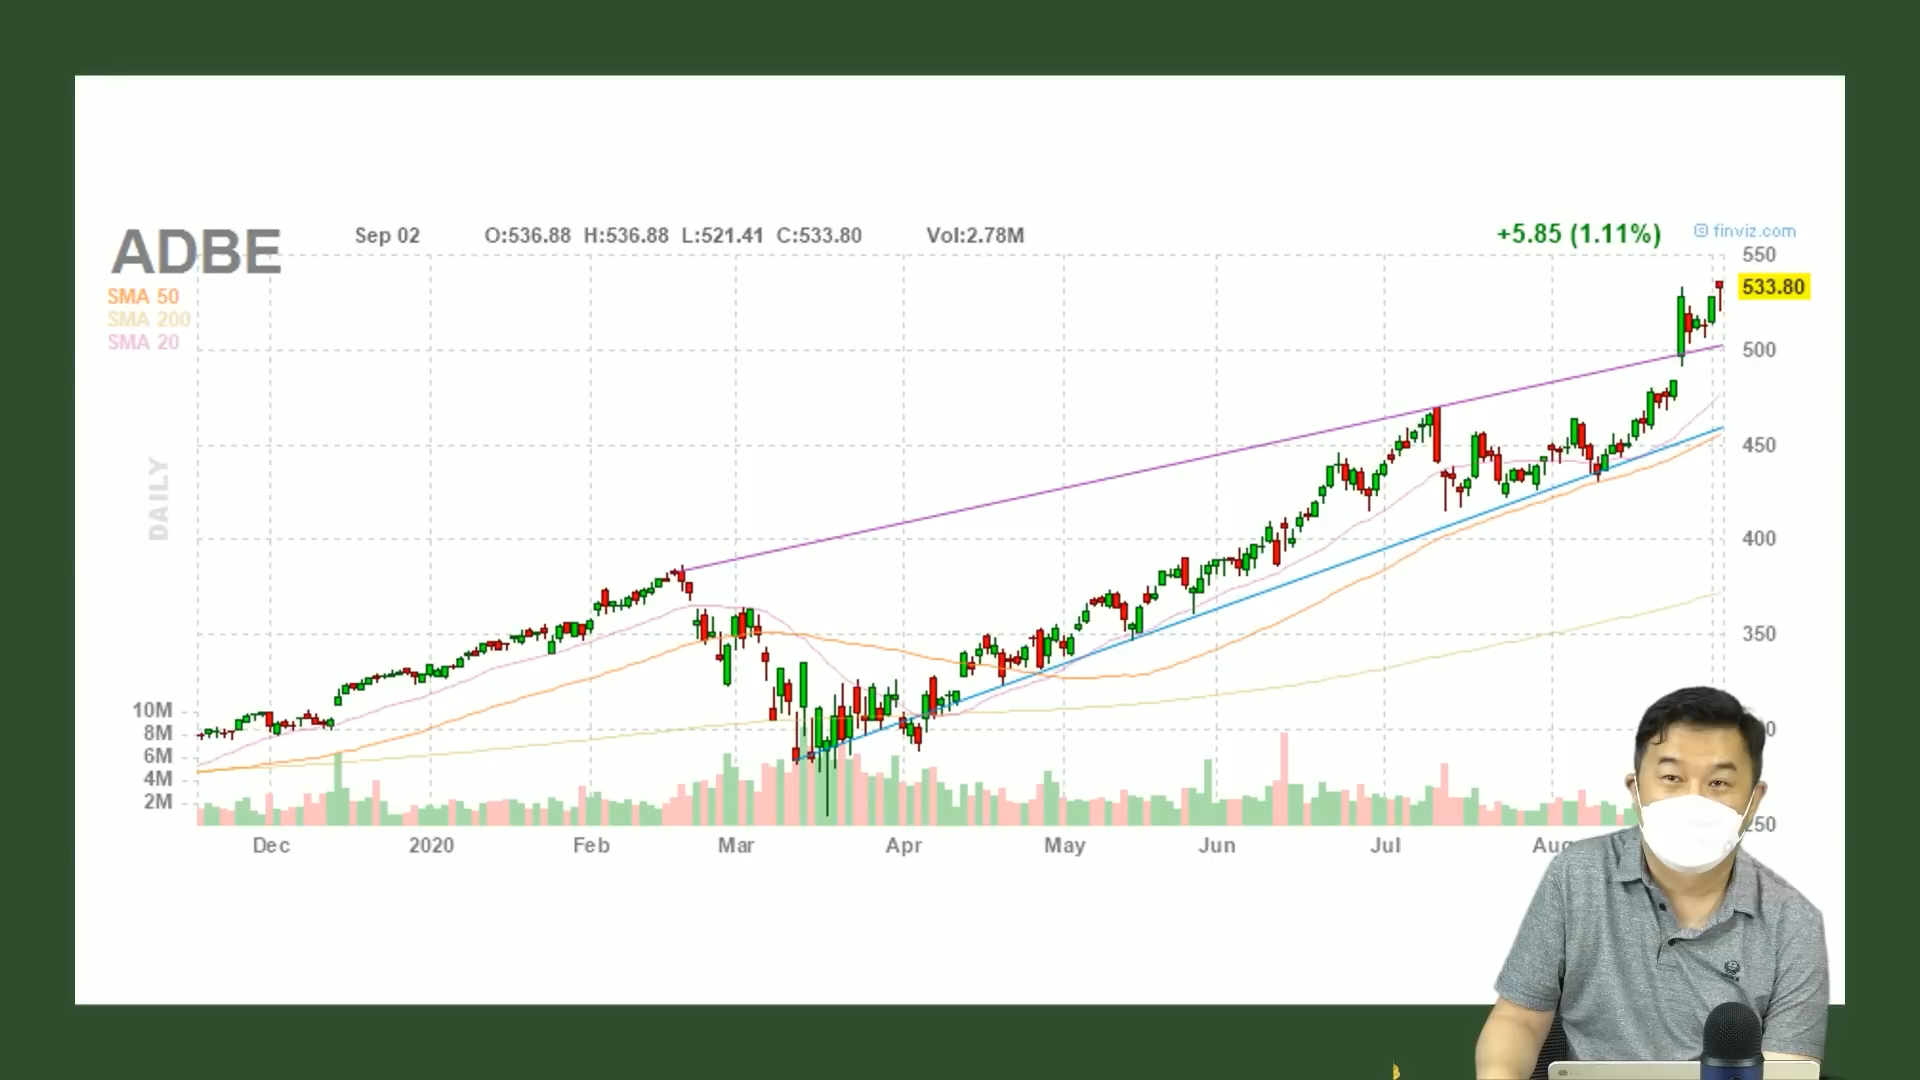 ADBE
Sep 02 O:536.88 H:536.88 L:521.41 C:533.80 Vol:2.78M +5.85 (1.11%) © finviz.com
SMA 50
SMA 200
SMA 20
DAILY
550
533.80
500
450
400
350
250
10M
8M
6M
4M
2M
Dec 2020 Feb Mar Apr May Jun Jul Aug